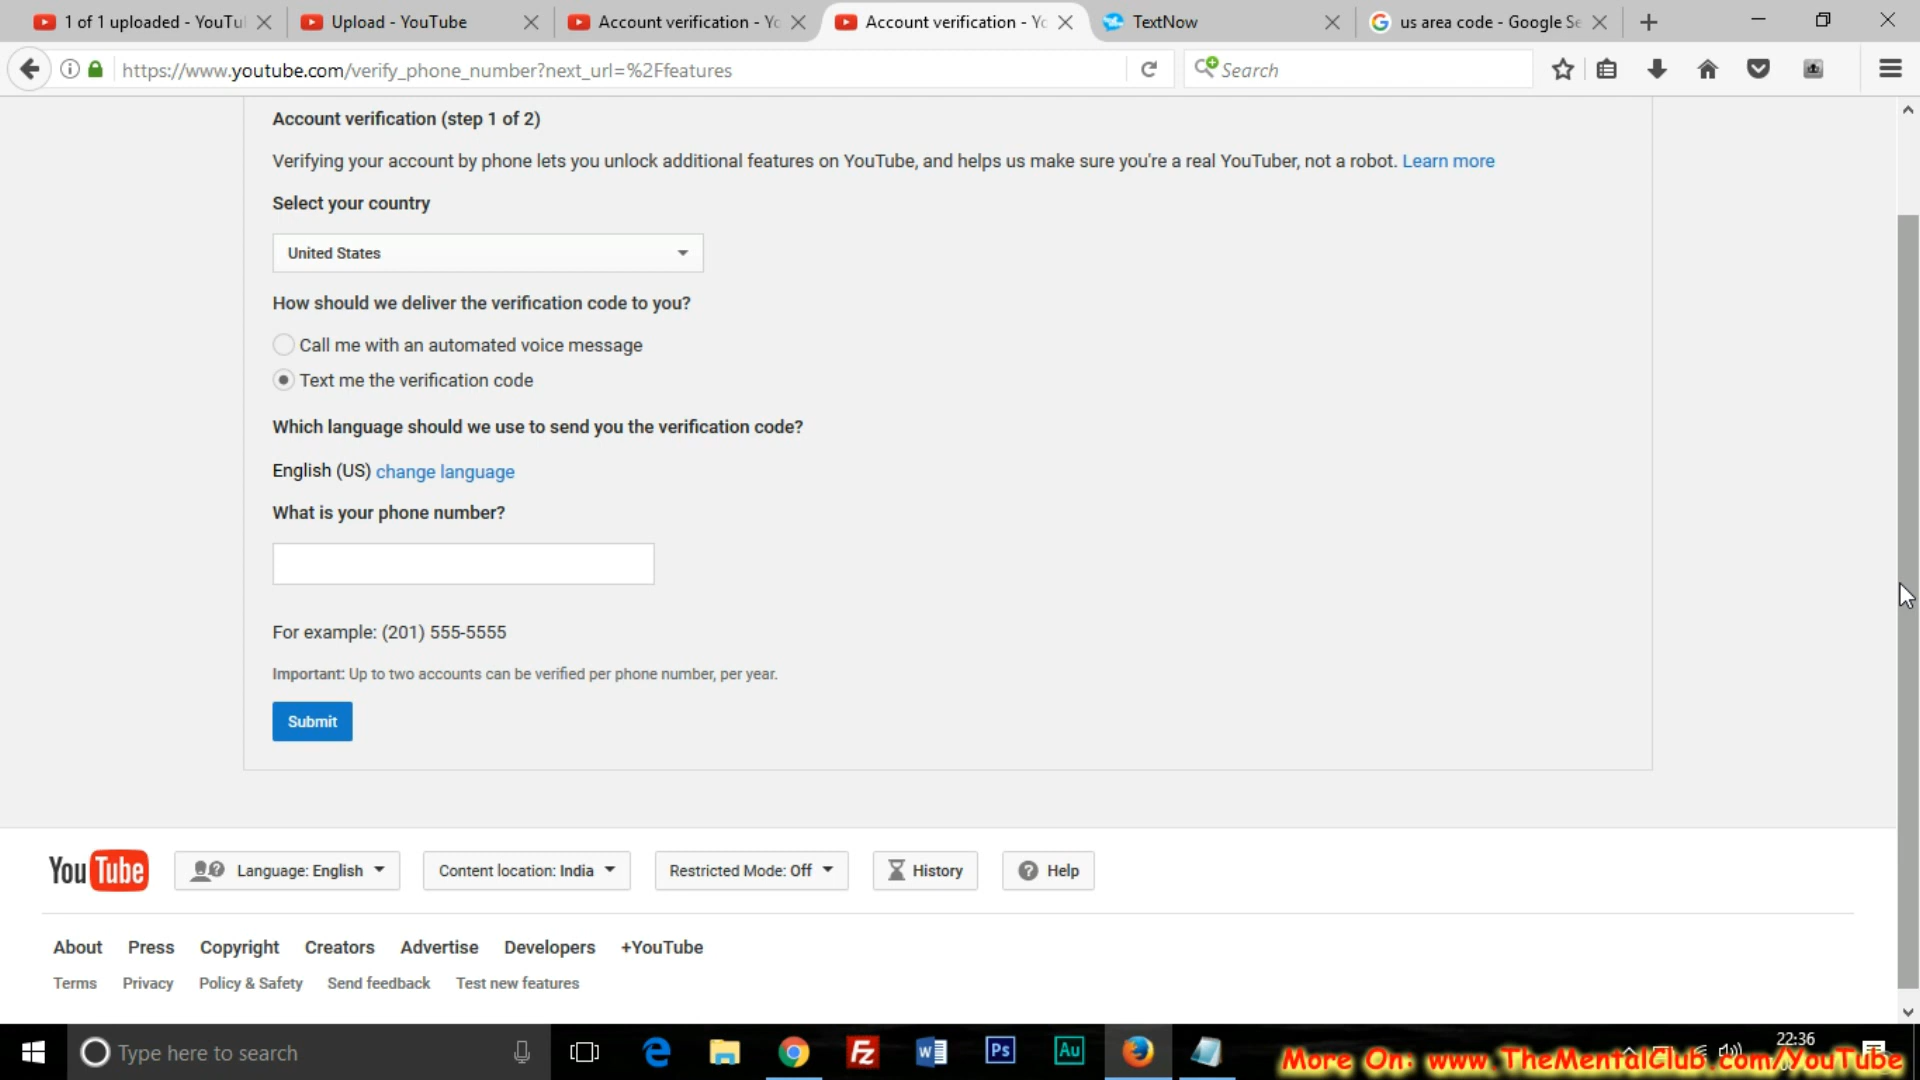 1 of 1 uploaded - YouTu
Upload - YouTube
Account verification - Yo
Account verification - Yo
TextNow
us area code - Google Se
https://www.youtube.com/verify_phone_number?next_url=%2Ffeatures
Search
Account verification (step 1 of 2)
Verifying your account by phone lets you unlock additional features on YouTube, and helps us make sure you're a real YouTuber, not a robot. Learn more
Select your country
United States
How should we deliver the verification code to you?
Call me with an automated voice message
Text me the verification code
Which language should we use to send you the verification code?
English (US) change language
What is your phone number?
For example: (201) 555-5555
Important: Up to two accounts can be verified per phone number, per year.
Submit
YouTube
Language: English
Content location: India
Restricted Mode: Off
History
Help
About Press Copyright Creators Advertise Developers +YouTube
Terms Privacy Policy & Safety Send feedback Test new features
Type here to search
Ps
Au
22:36
More On: www.TheMentalClub.com/YouTube